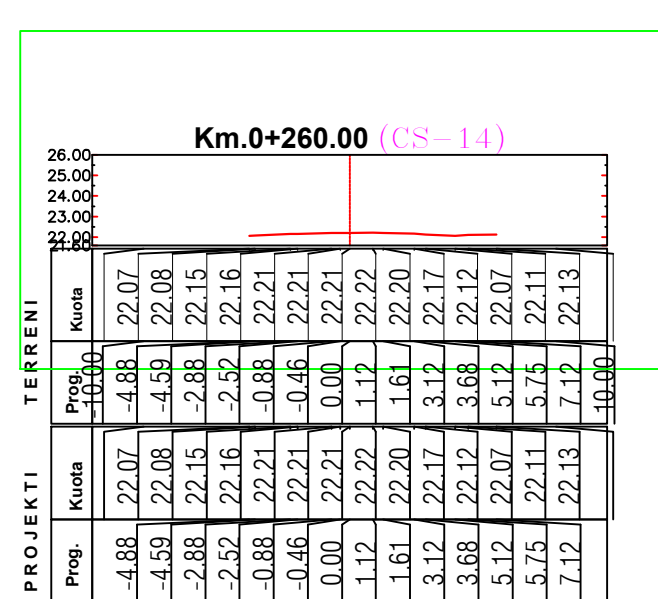 Km.0+260.00 (CS-14)
26.00
25.00
24.00
23.00
22.00
21.60
TERRENI
Kuota 22.07 22.08 22.15 22.16 22.21 22.21 22.21 22.22 22.20 22.17 22.12 22.07 22.11 22.13
Prog. -10.00 -4.88 -4.59 -2.88 -2.52 -0.88 -0.46 0.00 1.12 1.61 3.12 3.68 5.12 5.75 7.12 10.00
PROJEKTI
Kuota 22.07 22.08 22.15 22.16 22.21 22.21 22.21 22.22 22.20 22.17 22.12 22.07 22.11 22.13
Prog. -4.88 -4.59 -2.88 -2.52 -0.88 -0.46 0.00 1.12 1.61 3.12 3.68 5.12 5.75 7.12